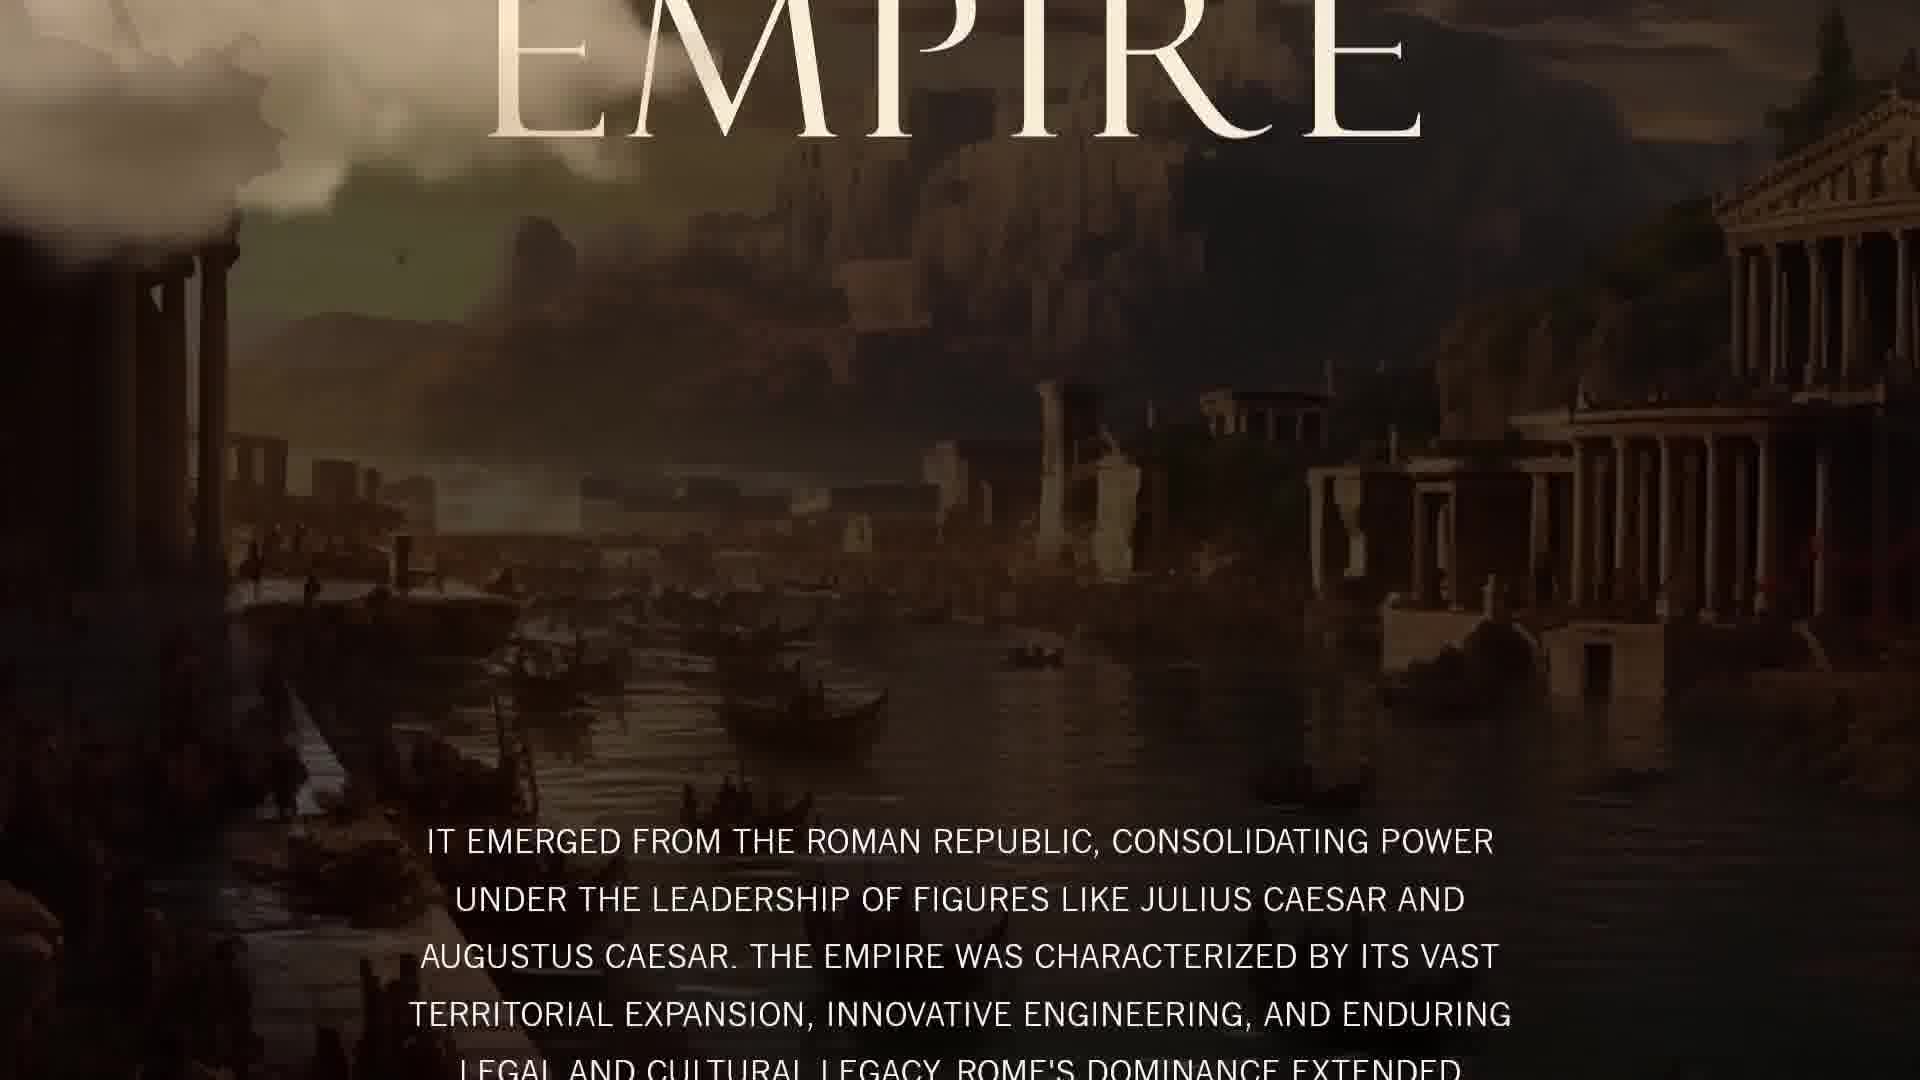 EMPIRE
IT EMERGED FROM THE ROMAN REPUBLIC, CONSOLIDATING POWER
UNDER THE LEADERSHIP OF FIGURES LIKE JULIUS CAESAR AND
AUGUSTUS CAESAR. THE EMPIRE WAS CHARACTERIZED BY ITS VAST
TERRITORIAL EXPANSION, INNOVATIVE ENGINEERING, AND ENDURING
LEGAL AND CULTURAL LEGACY. ROME'S DOMINANCE EXTENDED